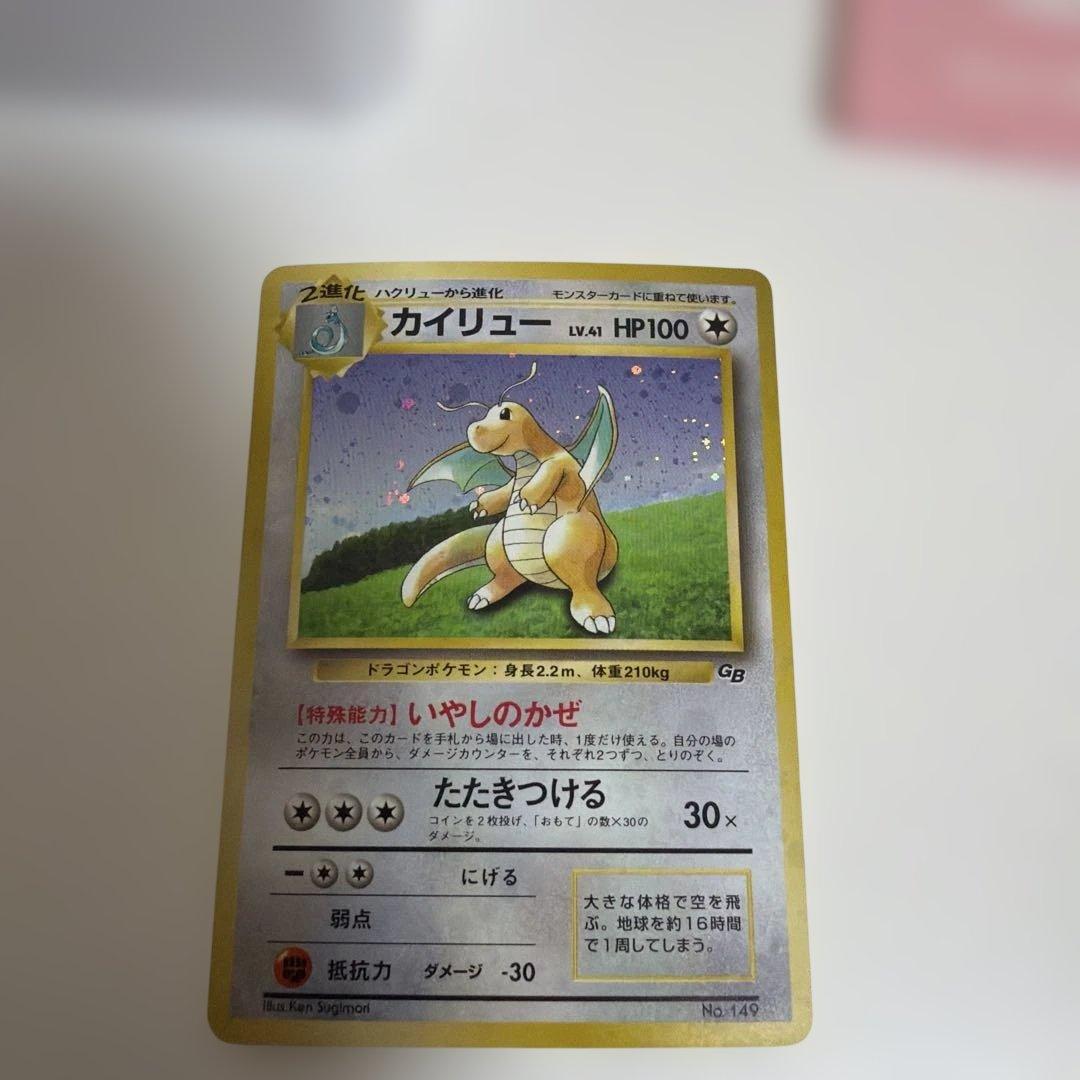 2進化 ハクリューから進化 モンスターカードに重ねて使います。
カイリュー LV.41 HP100
ドラゴンポケモン：身長2.2m、体重210kg GB
【特殊能力】いやしのかぜ
この力は、このカードを手札から場に出した時、1度だけ使える。自分の場の
ポケモン全員から、ダメージカウンターを、それぞれ2つずつ、とりのぞく。
たたきつける 30×
コインを2枚投げ、「おもて」の数×30の
ダメージ。
ー にげる
弱点
抵抗力 ダメージ -30
大きな体格で空を飛
ぶ。地球を約16時間
で1周してしまう。
Illus. Ken Sugimori No. 149